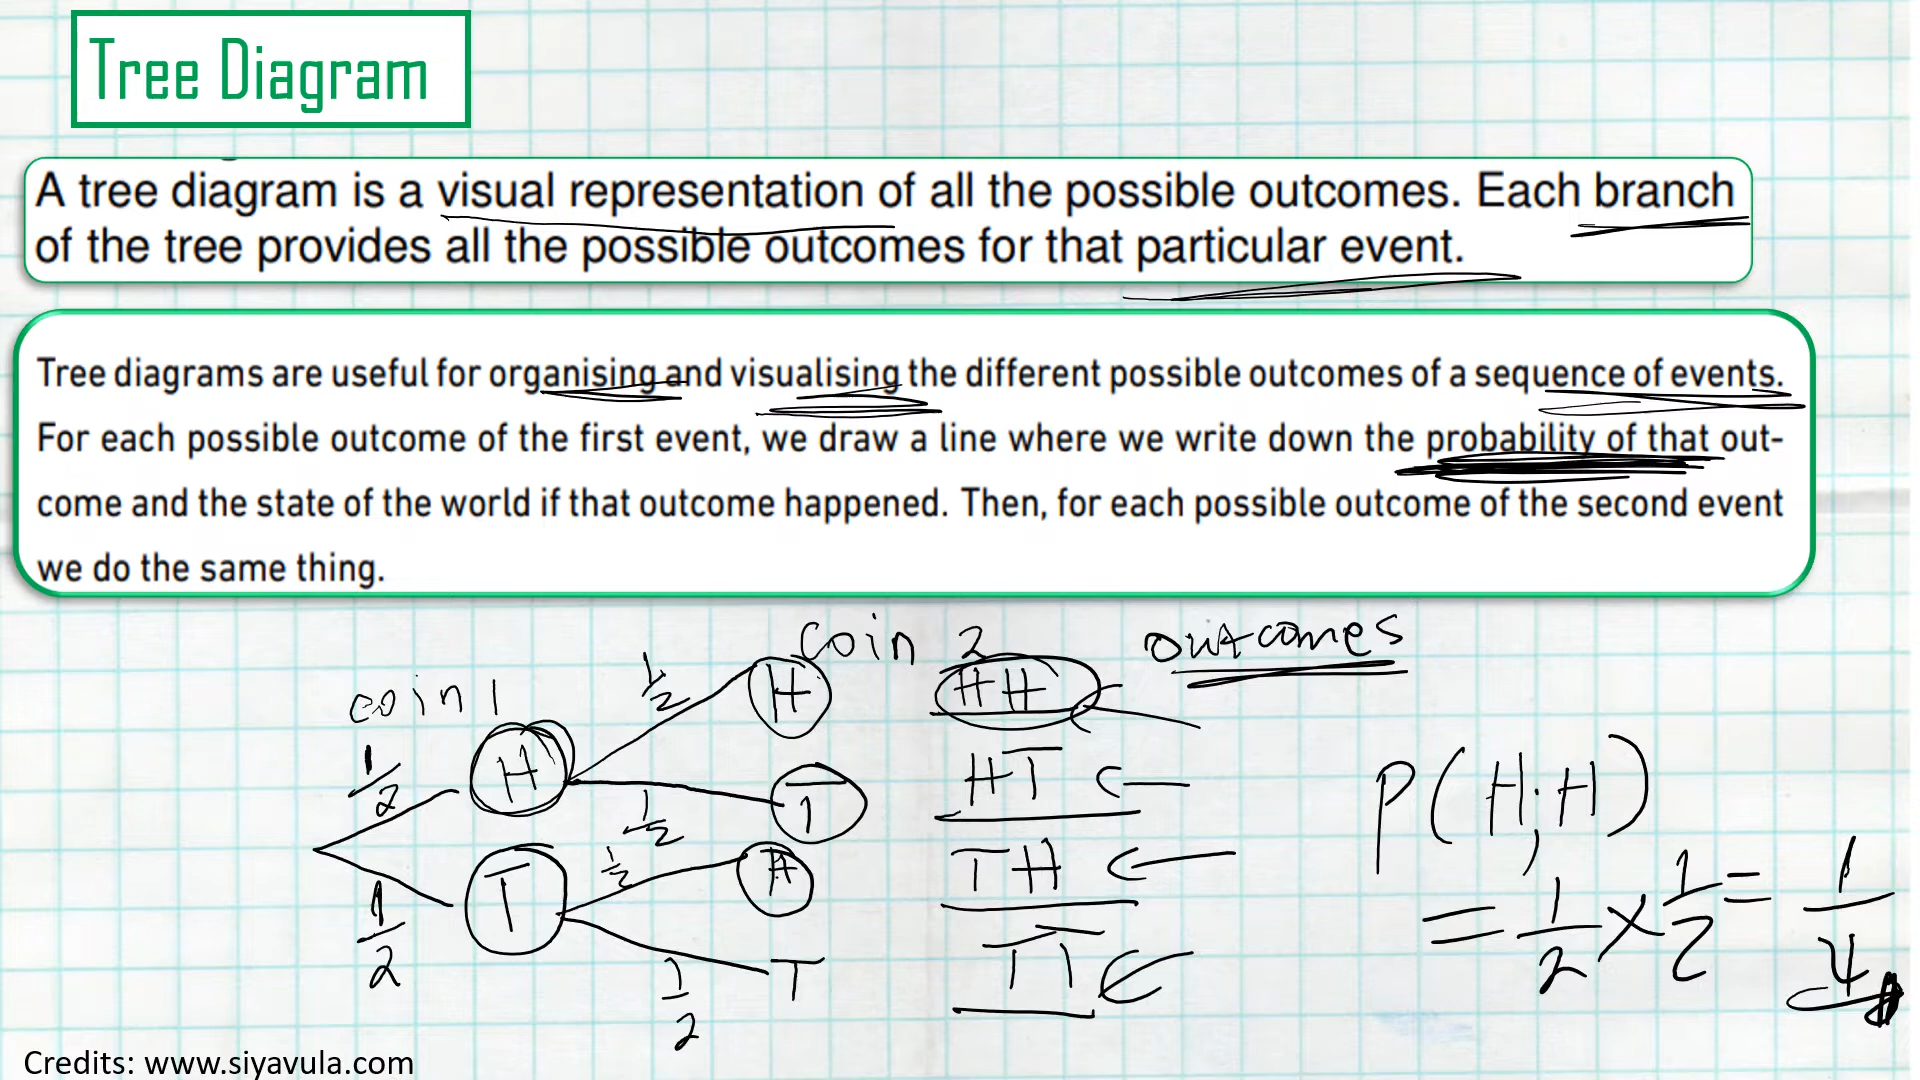 Tree Diagram
A tree diagram is a visual representation of all the possible outcomes. Each branch
of the tree provides all the possible outcomes for that particular event.
Tree diagrams are useful for organising and visualising the different possible outcomes of a sequence of events.
For each possible outcome of the first event, we draw a line where we write down the probability of that out-
come and the state of the world if that outcome happened. Then, for each possible outcome of the second event
we do the same thing.
coin 1
coin 2
outcomes
1/2
H
1/2
H
HH
1/2
T
HT
1/2
T
1/2
H
TH
1/2
T
TT
P(H;H)
= 1/2 × 1/2 = 1/4
Credits: www.siyavula.com